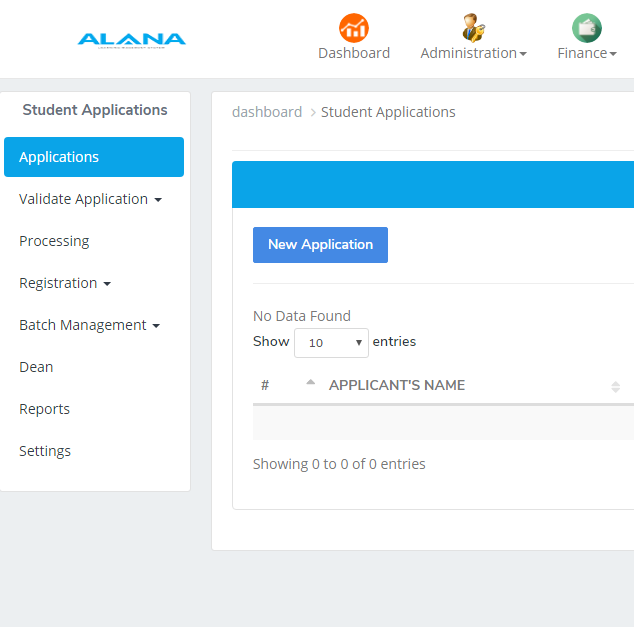 ALANA
Dashboard
Administration
Finance
Student Applications
Applications
Validate Application
Processing
Registration
Batch Management
Dean
Reports
Settings
dashboard > Student Applications
New Application
No Data Found
Show 10 entries
# APPLICANT'S NAME
Showing 0 to 0 of 0 entries